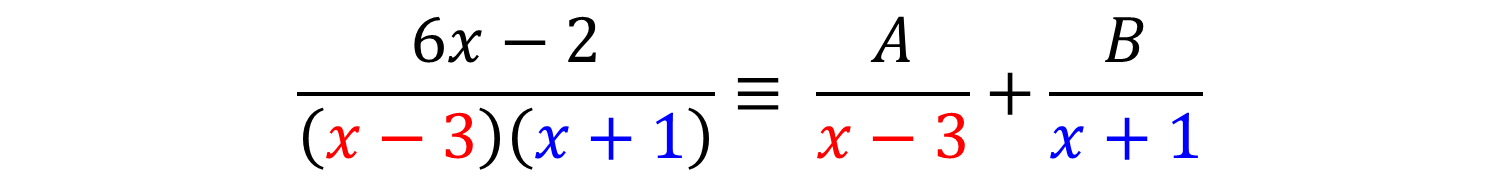 (6x − 2)/((x − 3)(x + 1)) ≡ A/(x − 3) + B/(x + 1)